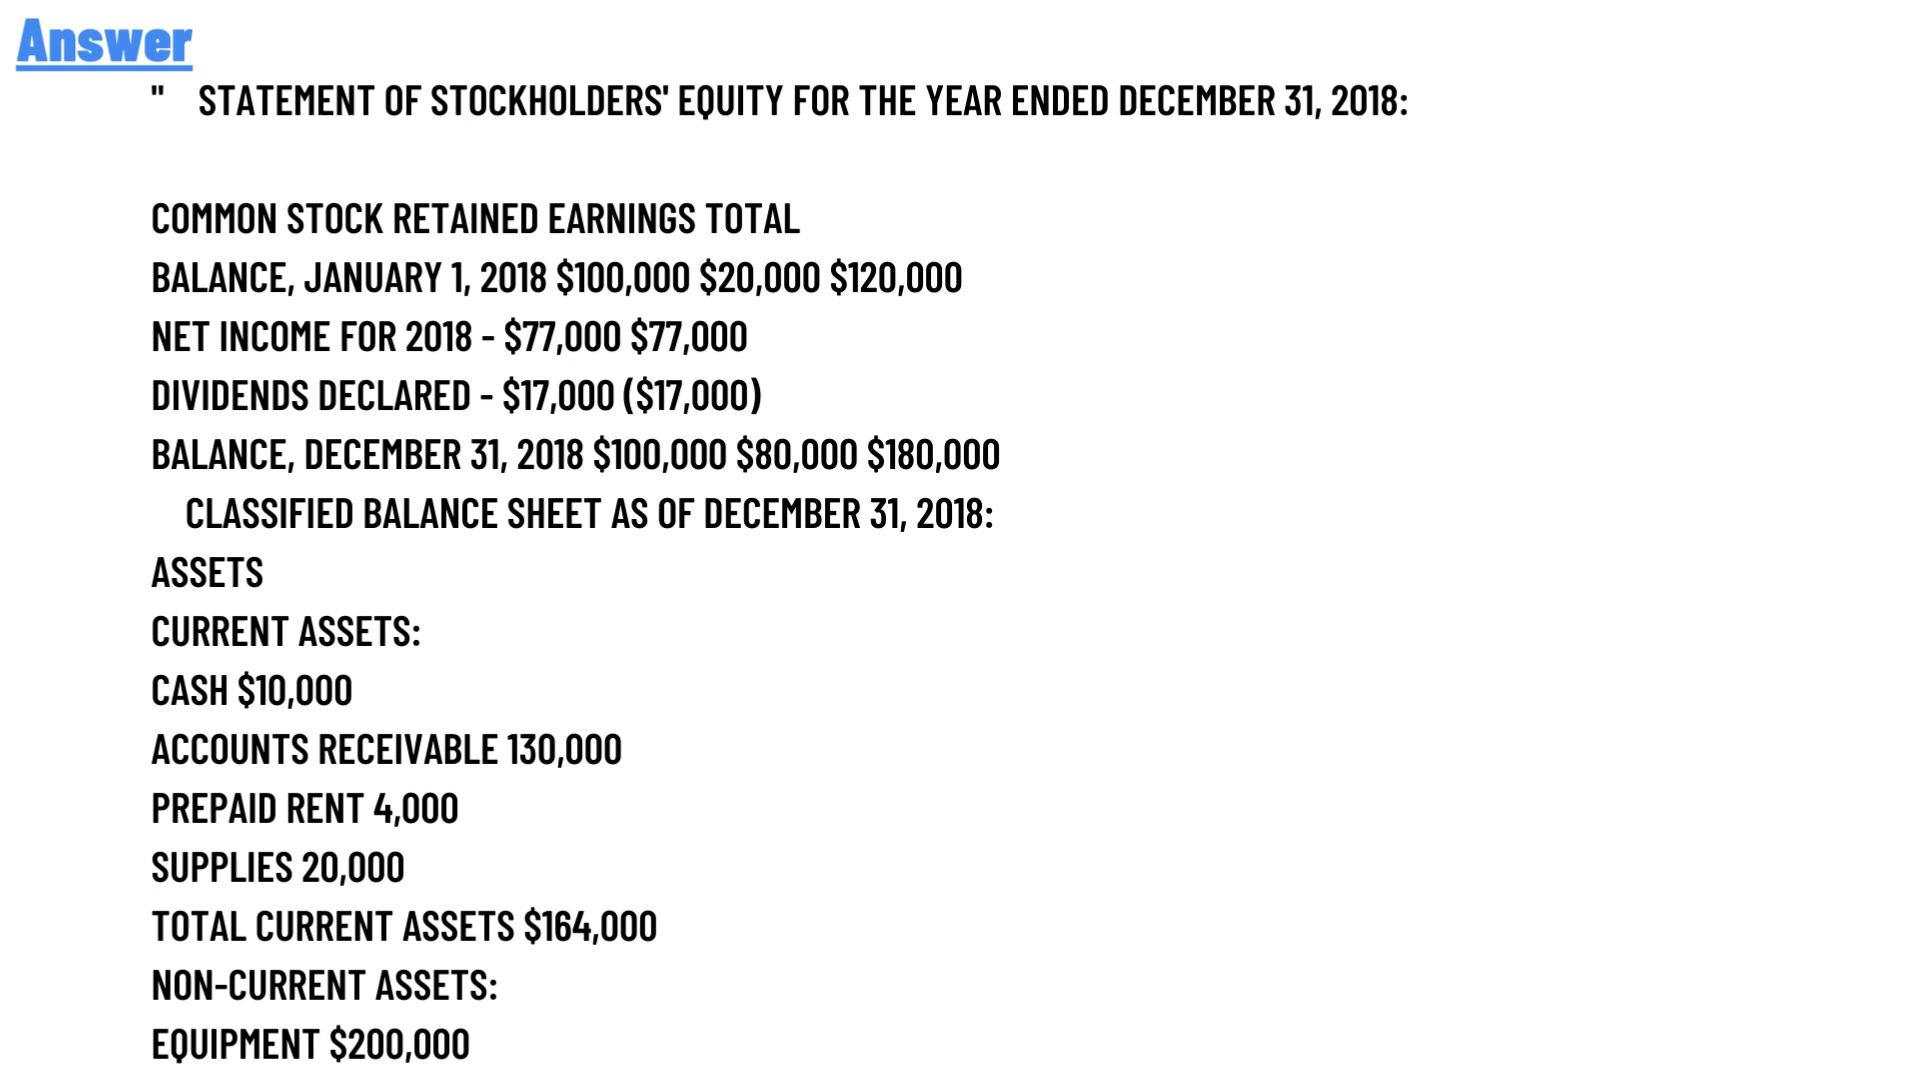 Answer
" STATEMENT OF STOCKHOLDERS' EQUITY FOR THE YEAR ENDED DECEMBER 31, 2018:
COMMON STOCK RETAINED EARNINGS TOTAL
BALANCE, JANUARY 1, 2018 $100,000 $20,000 $120,000
NET INCOME FOR 2018 - $77,000 $77,000
DIVIDENDS DECLARED - $17,000 ($17,000)
BALANCE, DECEMBER 31, 2018 $100,000 $80,000 $180,000
CLASSIFIED BALANCE SHEET AS OF DECEMBER 31, 2018:
ASSETS
CURRENT ASSETS:
CASH $10,000
ACCOUNTS RECEIVABLE 130,000
PREPAID RENT 4,000
SUPPLIES 20,000
TOTAL CURRENT ASSETS $164,000
NON-CURRENT ASSETS:
EQUIPMENT $200,000